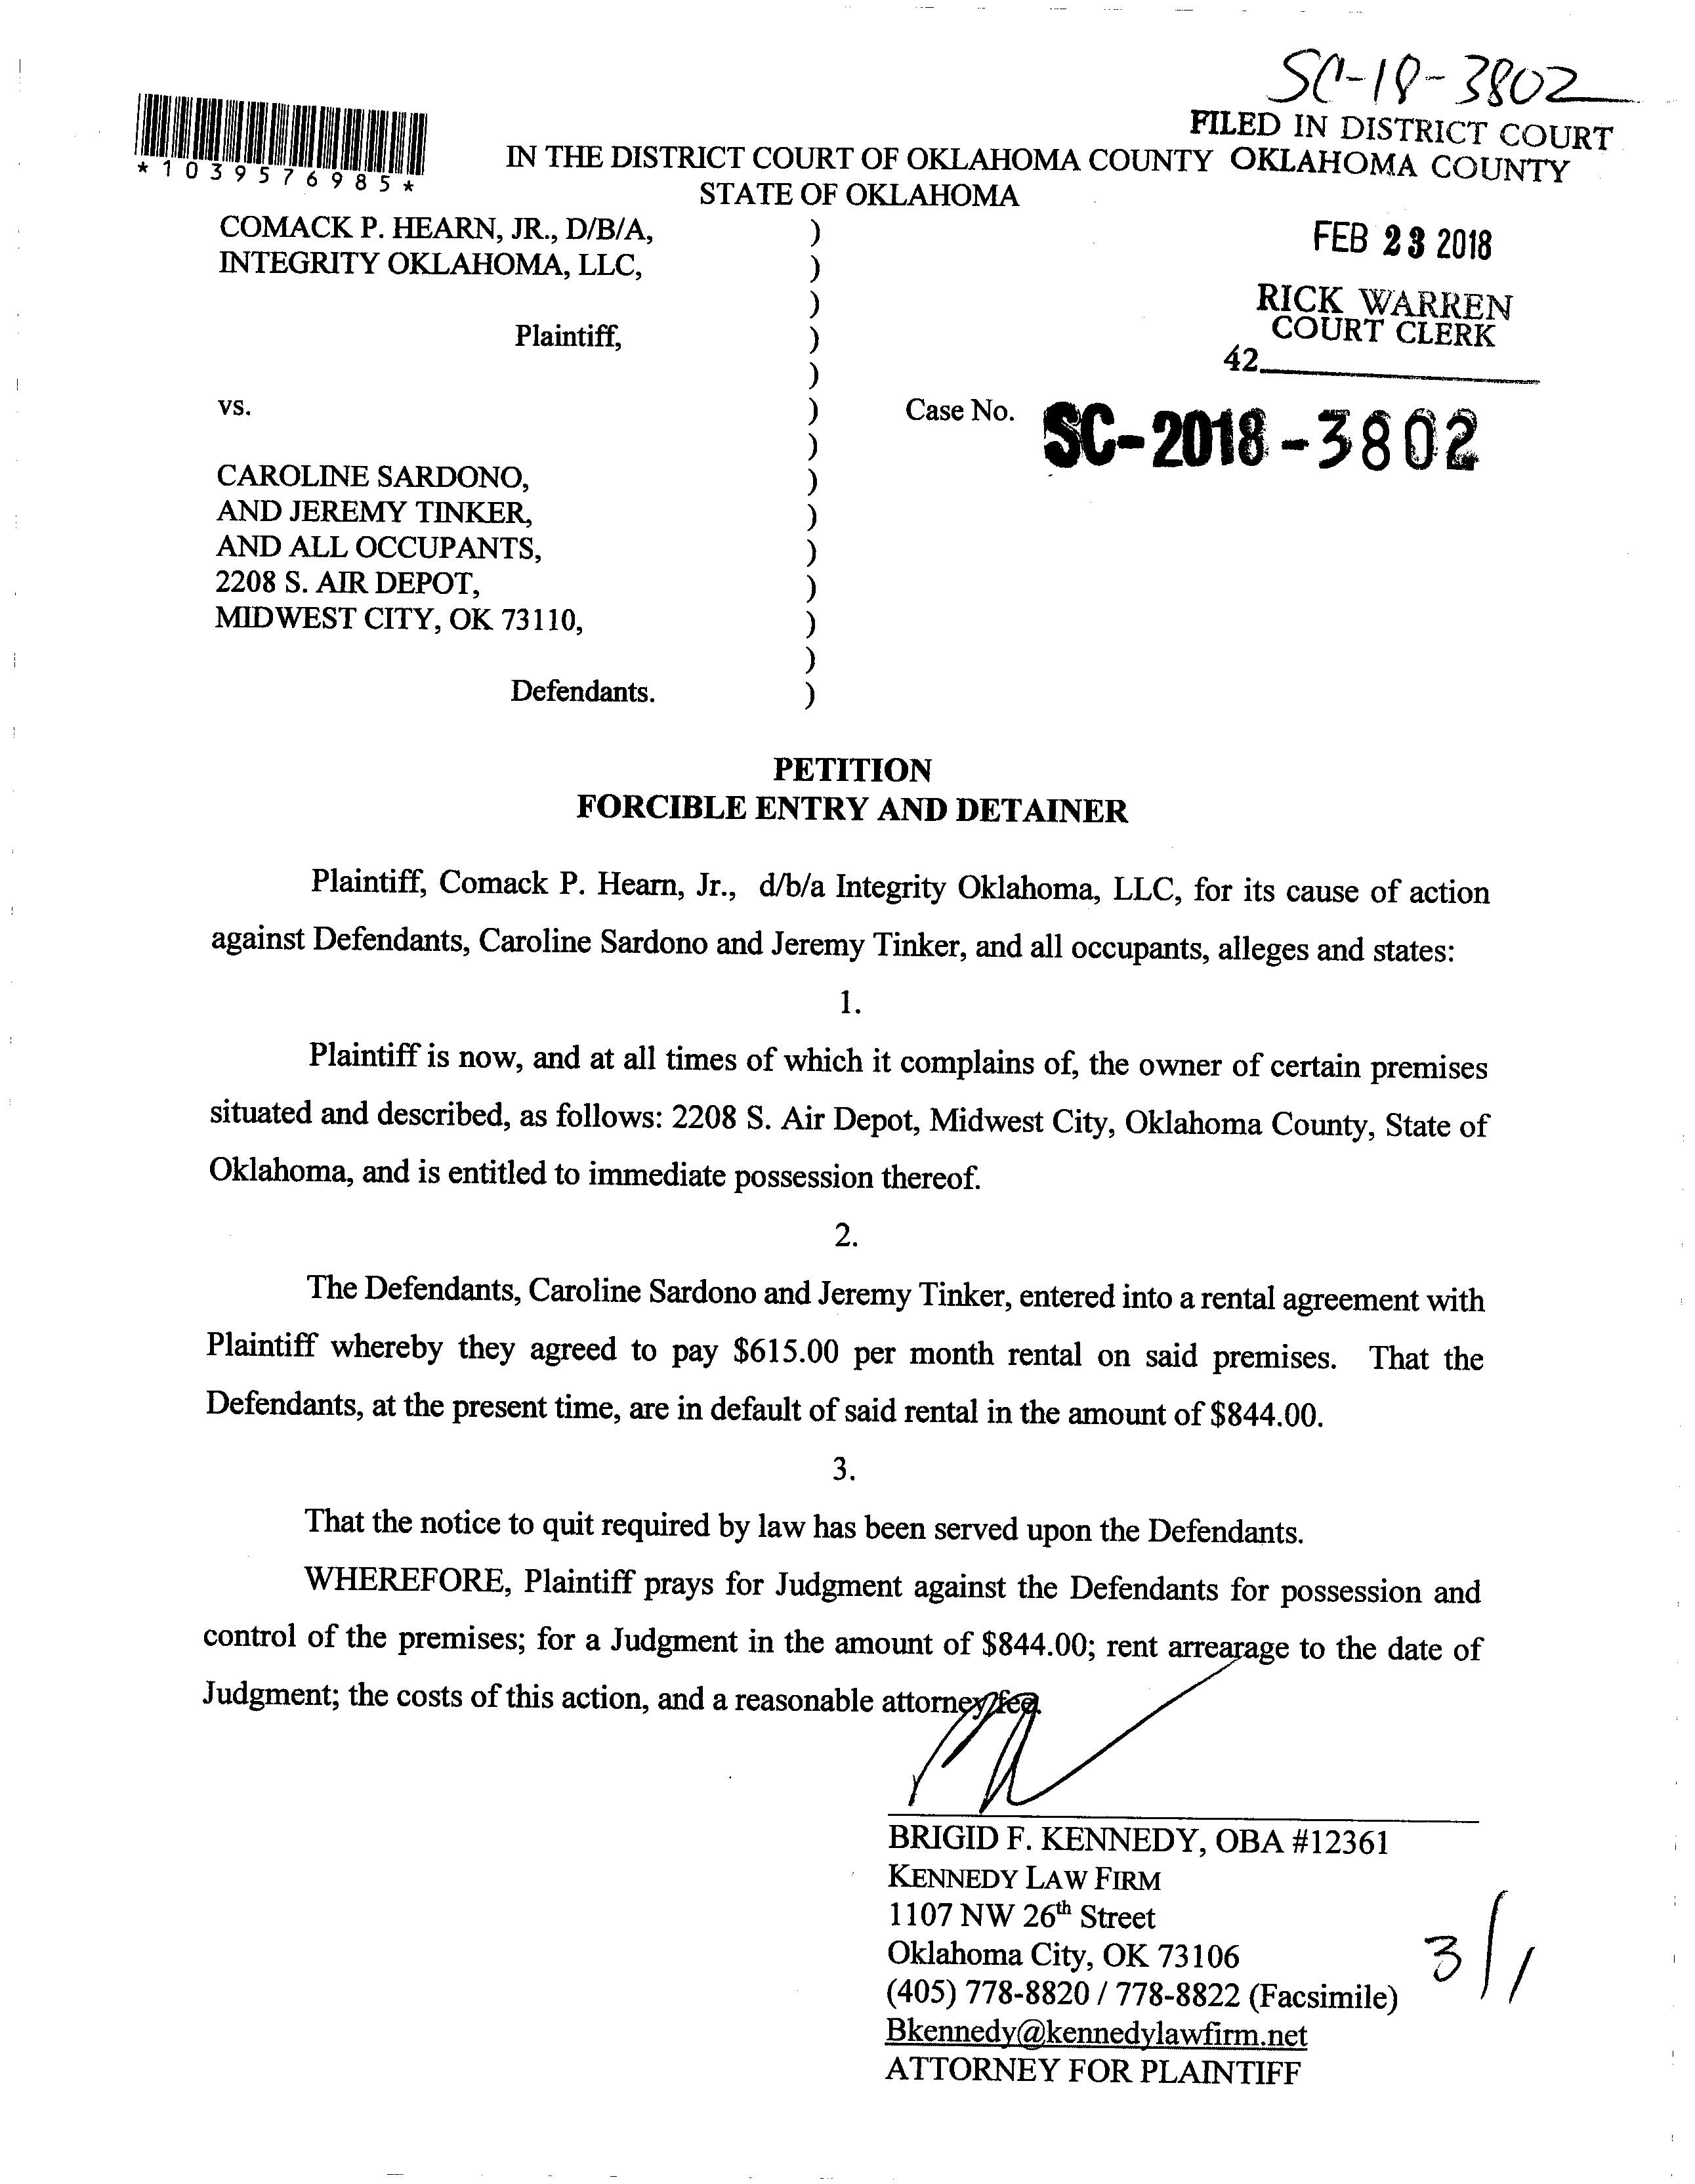 SC-18-3802
FILED IN DISTRICT COURT
OKLAHOMA COUNTY
*1039576985*
IN THE DISTRICT COURT OF OKLAHOMA COUNTY
STATE OF OKLAHOMA
FEB 23 2018
RICK WARREN
COURT CLERK
42
COMACK P. HEARN, JR., D/B/A, )
INTEGRITY OKLAHOMA, LLC, )
)
Plaintiff, )
)
vs. ) Case No. SC-2018-3802
)
CAROLINE SARDONO, )
AND JEREMY TINKER, )
AND ALL OCCUPANTS, )
2208 S. AIR DEPOT, )
MIDWEST CITY, OK 73110, )
)
Defendants. )
PETITION
FORCIBLE ENTRY AND DETAINER
Plaintiff, Comack P. Hearn, Jr., d/b/a Integrity Oklahoma, LLC, for its cause of action
against Defendants, Caroline Sardono and Jeremy Tinker, and all occupants, alleges and states:
1.
Plaintiff is now, and at all times of which it complains of, the owner of certain premises
situated and described, as follows: 2208 S. Air Depot, Midwest City, Oklahoma County, State of
Oklahoma, and is entitled to immediate possession thereof.
2.
The Defendants, Caroline Sardono and Jeremy Tinker, entered into a rental agreement with
Plaintiff whereby they agreed to pay $615.00 per month rental on said premises. That the
Defendants, at the present time, are in default of said rental in the amount of $844.00.
3.
That the notice to quit required by law has been served upon the Defendants.
WHEREFORE, Plaintiff prays for Judgment against the Defendants for possession and
control of the premises; for a Judgment in the amount of $844.00; rent arrearage to the date of
Judgment; the costs of this action, and a reasonable attorney fee.
BRIGID F. KENNEDY, OBA #12361
KENNEDY LAW FIRM
1107 NW 26th Street
Oklahoma City, OK 73106
(405) 778-8820 / 778-8822 (Facsimile)
Bkennedy@kennedylawfirm.net
ATTORNEY FOR PLAINTIFF
3/1